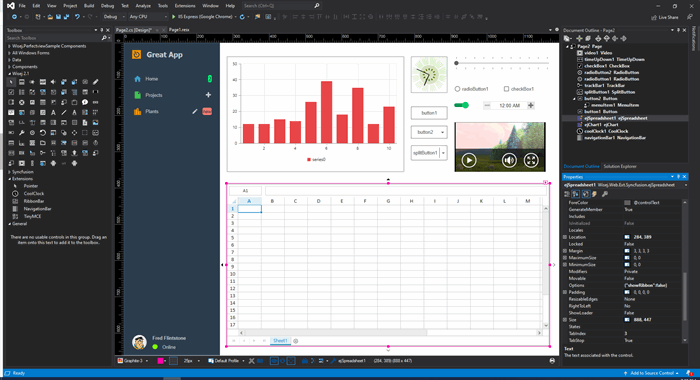 File Edit View Project Wisej Build Debug Test Analyze Tools Extensions Window Help
Debug Any CPU IIS Express (Google Chrome)
Live Share
Toolbox
Page2.cs [Design]* Page1.resx
Document Outline - Page2
Search Toolbox
Wisej.PerfectviewSample Components
All Windows Forms
Data
Components
Wisej 2.1
Syncfusion
Extensions
Pointer
CoolClock
RibbonBar
NavigationBar
TinyMCE
General
There are no usable controls in this group. Drag an
item onto this text to add it to the toolbox.
Great App
Home
Projects
Plants
Fred Flintstone
Online
50
40
30
20
10
0
2 4 6 8 10
series0
button1
button2
splitButton1
radioButton1
checkBox1
12:00 AM
A1
A B C D E F G H I J K L M
1
2
3
4
5
6
7
8
9
10
11
12
13
14
15
16
17
Sheet1
Page2 Page
video1 Video
timeUpDown1 TimeUpDown
checkBox1 CheckBox
radioButton2 RadioButton
radioButton1 RadioButton
trackBar1 TrackBar
splitButton1 SplitButton
button2 Button
menuItem1 MenuItem
button1 Button
ejSpreadsheet1 ejSpreadsheet
ejChart1 ejChart
coolClock1 CoolClock
navigationBar1 NavigationBar
Document Outline Solution Explorer
Properties
ejSpreadsheet1 Wisej.Web.Ext.Syncfusion.ejSpreadsheet
ForeColor @controlText
GenerateMember True
Includes
IsInitialized False
Locales
Location 284, 389
Locked False
Margin 3, 3, 3, 3
MaximumSize 0, 0
MinimumSize 0, 0
Modifiers Private
Movable False
Options {"showRibbon":false}
Padding 0, 0, 0, 0
ResizableEdges None
RightToLeft No
ShowLoader False
Size 888, 447
States
TabIndex 3
TabStop True
Text
The text associated with the control.
Graphite-3 25px Default Profile ejSpreadsheet1
Ready
Add to Source Control
Notifications